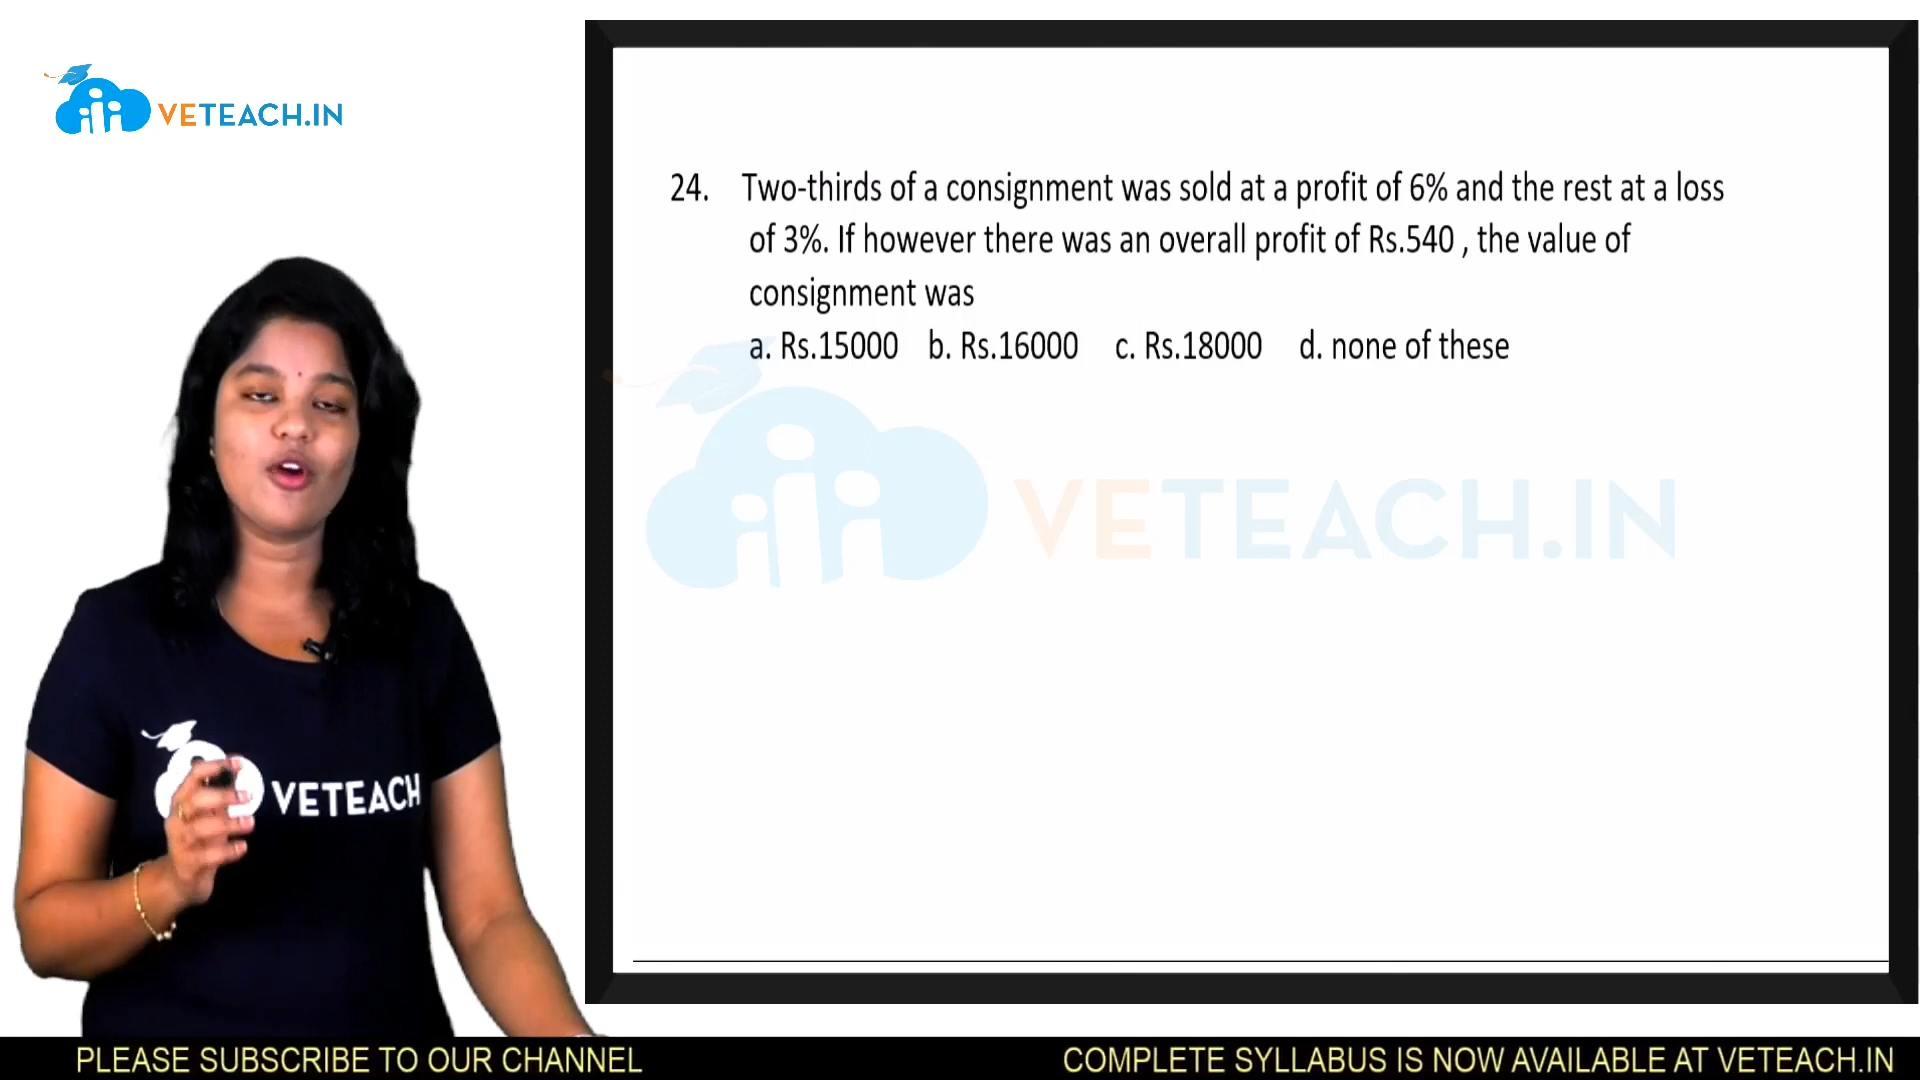 VETEACH.IN
24. Two-thirds of a consignment was sold at a profit of 6% and the rest at a loss
of 3%. If however there was an overall profit of Rs.540 , the value of
consignment was
a. Rs.15000 b. Rs.16000 c. Rs.18000 d. none of these
VETEACH.IN
VETEACH
PLEASE SUBSCRIBE TO OUR CHANNEL
COMPLETE SYLLABUS IS NOW AVAILABLE AT VETEACH.IN